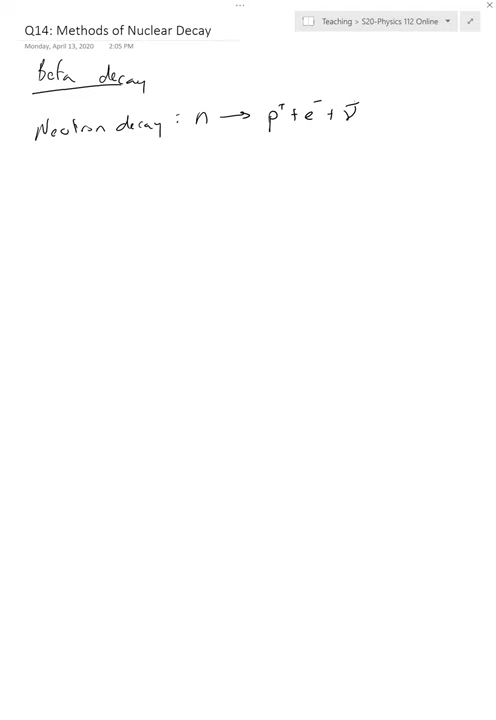 Teaching > S20-Physics 112 Online
Q14: Methods of Nuclear Decay
Monday, April 13, 2020 2:05 PM
Beta decay
Neutron decay : n → p⁺ + e⁻ + ν̅